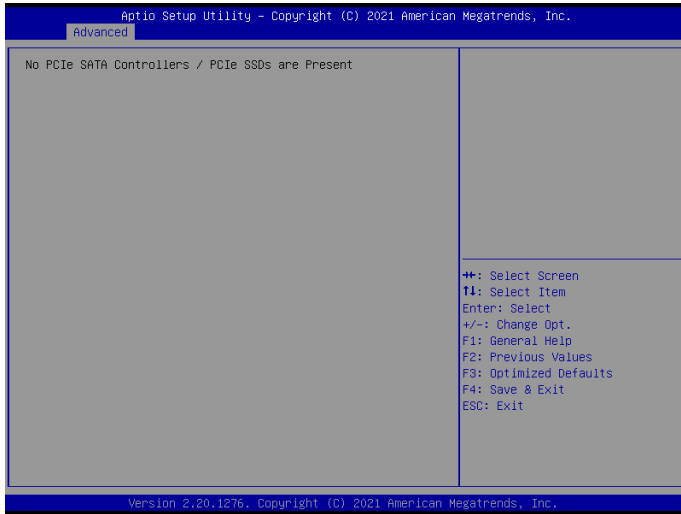 Aptio Setup Utility – Copyright (C) 2021 American Megatrends, Inc.
Advanced
No PCIe SATA Controllers / PCIe SSDs are Present
→←: Select Screen
↑↓: Select Item
Enter: Select
+/-: Change Opt.
F1: General Help
F2: Previous Values
F3: Optimized Defaults
F4: Save & Exit
ESC: Exit
Version 2.20.1276. Copyright (C) 2021 American Megatrends, Inc.